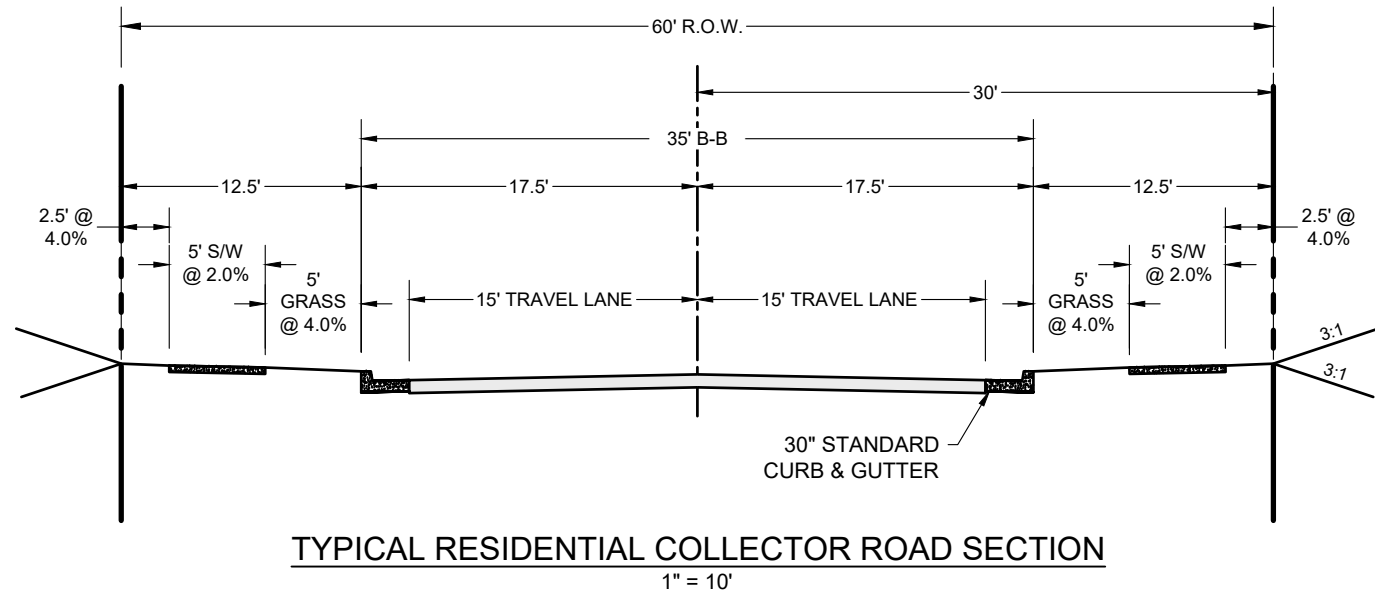 60' R.O.W.
30'
35' B-B
12.5'
17.5'
17.5'
12.5'
2.5' @
4.0%
5' S/W
@ 2.0%
5'
GRASS
@ 4.0%
15' TRAVEL LANE
15' TRAVEL LANE
5'
GRASS
@ 4.0%
5' S/W
@ 2.0%
2.5' @
4.0%
3:1
3:1
30" STANDARD
CURB & GUTTER
TYPICAL RESIDENTIAL COLLECTOR ROAD SECTION
1" = 10'